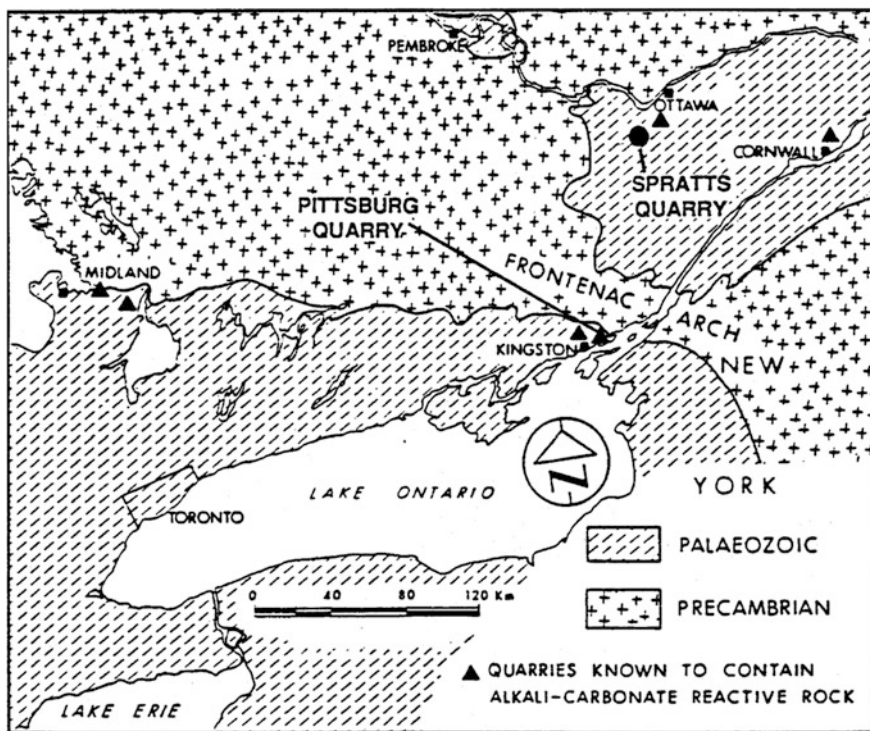 PEMBROKE
OTTAWA
CORNWALL
SPRATTS
QUARRY
PITTSBURG
QUARRY
MIDLAND
FRONTENAC
ARCH
KINGSTON
NEW
YORK
N
LAKE ONTARIO
TORONTO
PALAEOZOIC
0 40 80 120 Km
PRECAMBRIAN
QUARRIES KNOWN TO CONTAIN
ALKALI-CARBONATE REACTIVE ROCK
LAKE ERIE